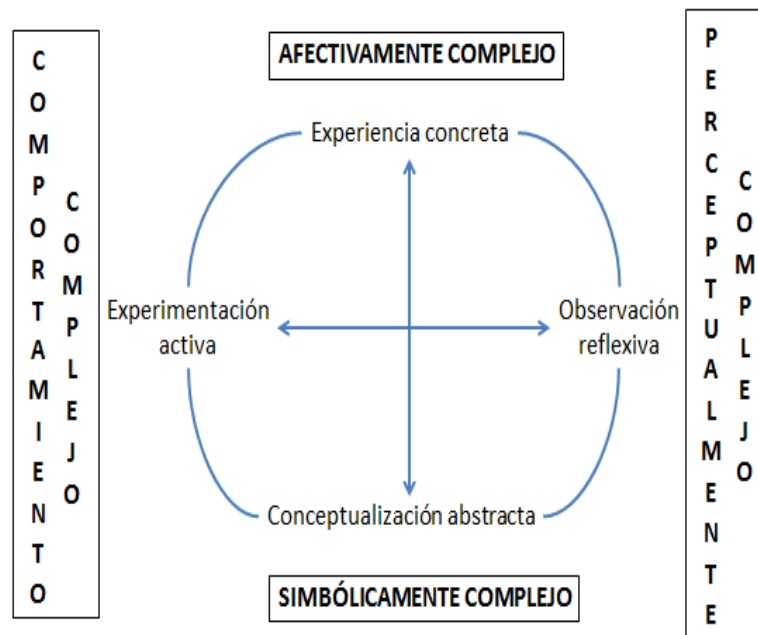 AFECTIVAMENTE COMPLEJO
COMPORTAMIENTO
COMPLEJO
Experiencia concreta
Experimentación
activa
Observación
reflexiva
Conceptualización abstracta
PERCEPTUALMENTE
COMPLEJO
SIMBÓLICAMENTE COMPLEJO